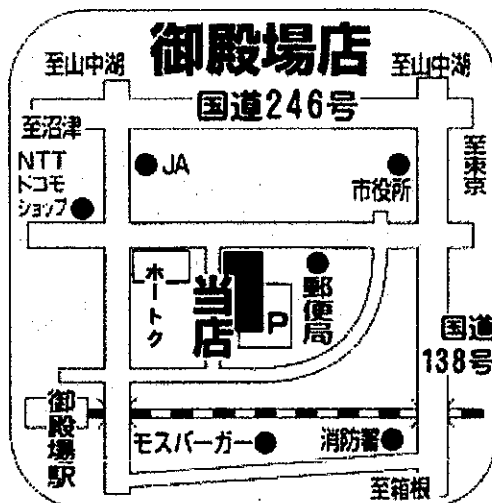 御殿場店
至山中湖
至山中湖
国道246号
至沼津
至東京
NTT
ドコモ
ショップ
JA
市役所
ホートク
当店
P
郵便局
国道
138号
御殿場駅
モスバーガー
消防署
至箱根